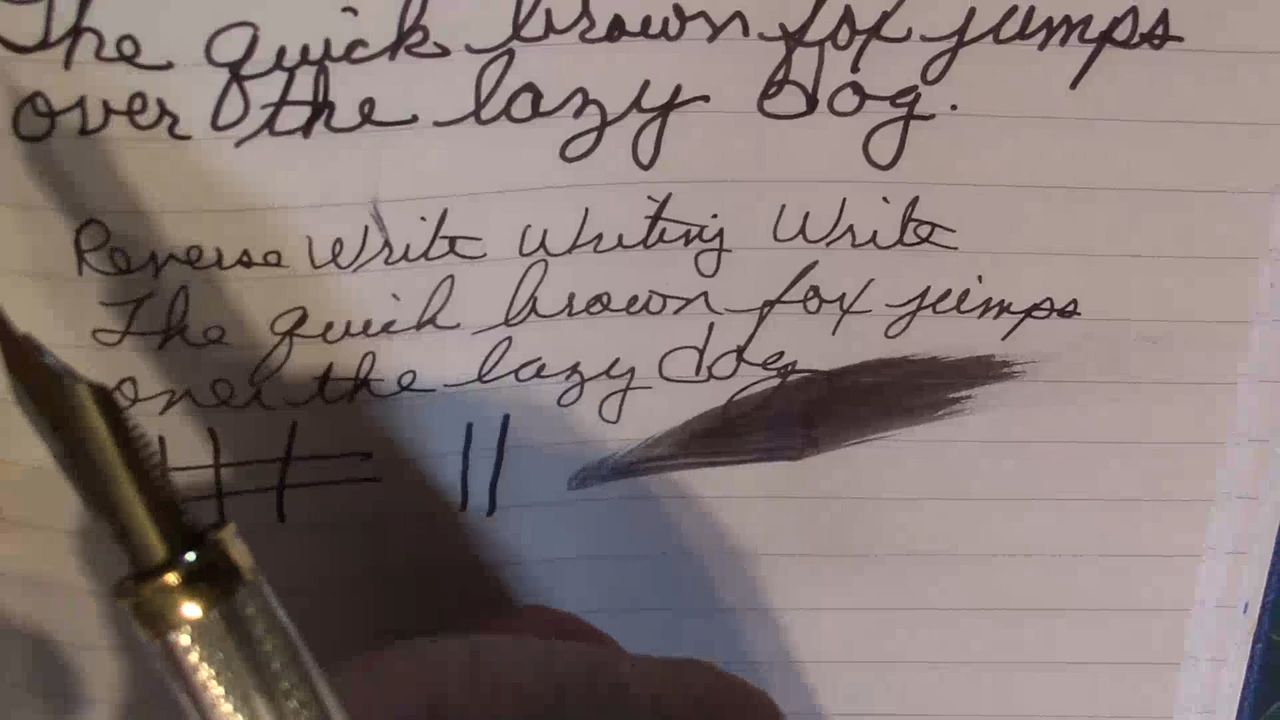 The quick brown fox jumps
over the lazy dog.
Reverse Write Writing Write
The quick brown fox jumps
over the lazy dog